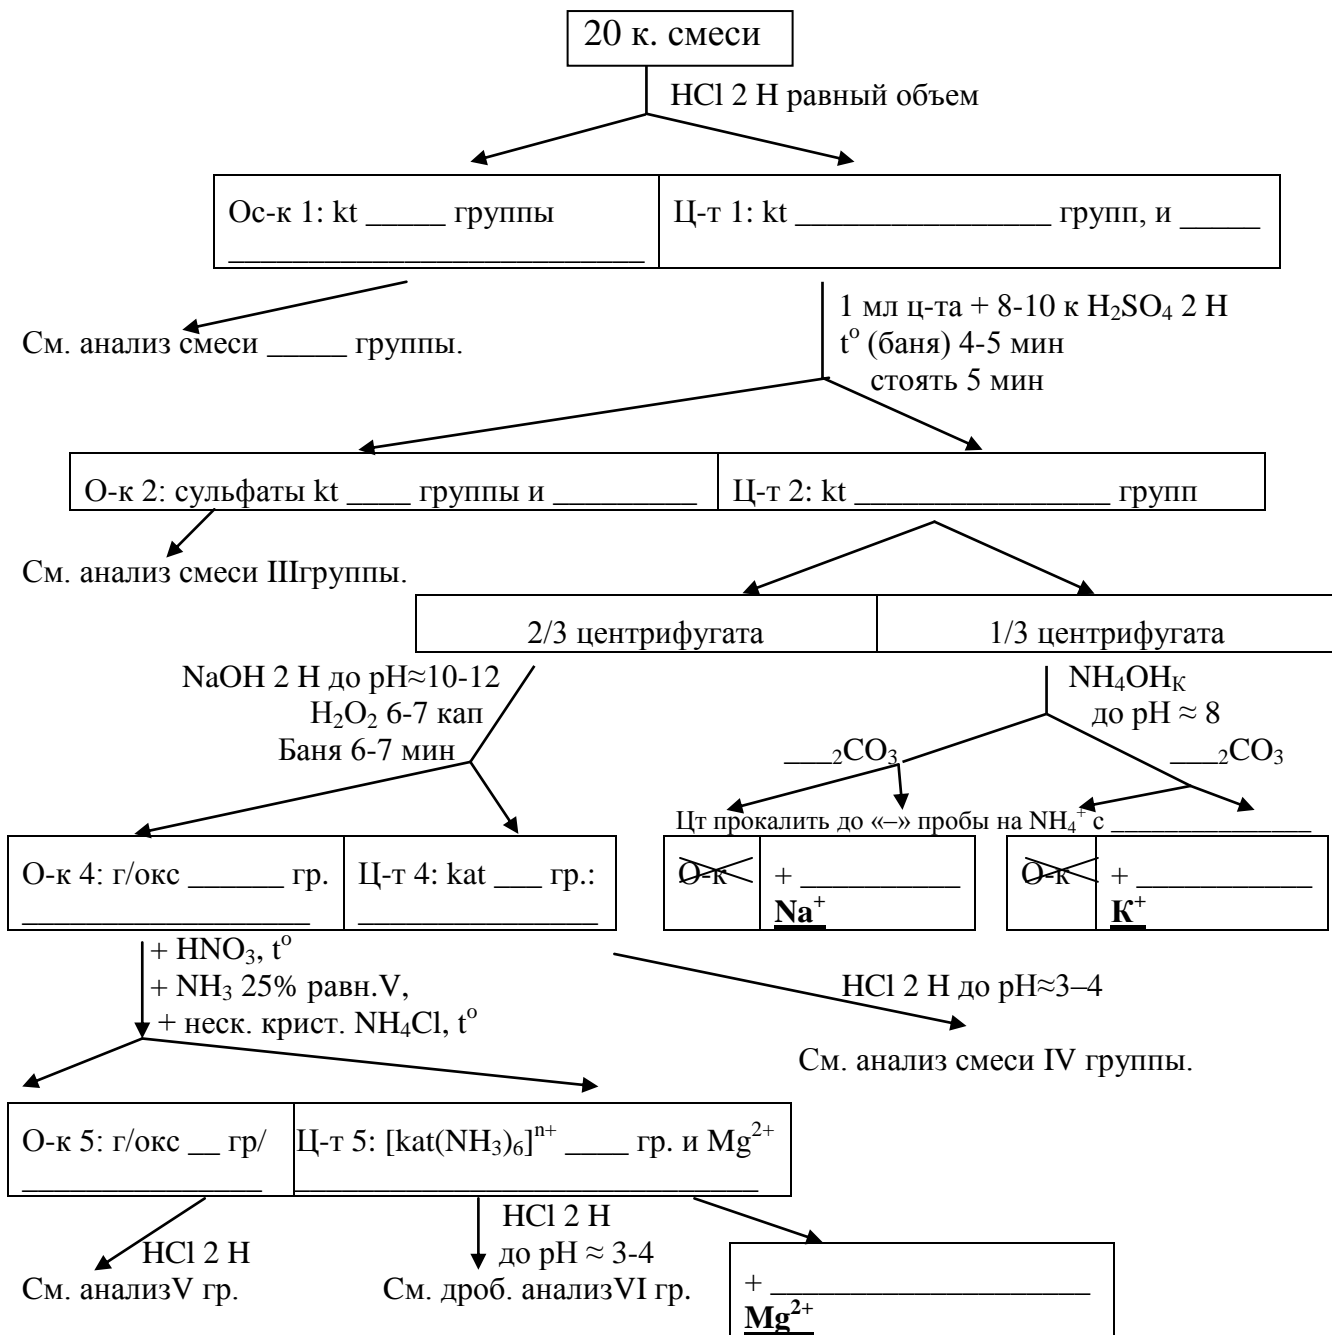 20 к. смеси
HCl 2 Н равный объем
Ос-к 1: kt _____ группы
__________________________
Ц-т 1: kt ________________ групп, и _____
См. анализ смеси _____ группы.
1 мл ц-та + 8-10 к H₂SO₄ 2 Н
tᵒ (баня) 4-5 мин
стоять 5 мин
О-к 2: сульфаты kt ____ группы и _________
Ц-т 2: kt ________________ групп
См. анализ смеси IIIгруппы.
2/3 центрифугата
1/3 центрифугата
NaOH 2 Н до pH≈10-12
H₂O₂ 6-7 кап
Баня 6-7 мин
NH₄OHК
до pH ≈ 8
___₂CO₃
___₂CO₃
Цт прокалить до «–» пробы на NH₄⁺ с _______________
О-к 4: г/окс ______ гр.
__________________
Ц-т 4: kat ___ гр.:
_______________
О-к
+ __________
Na⁺
О-к
+ ___________
К⁺
+ HNO₃, tᵒ
+ NH₃ 25% равн.V,
+ неск. крист. NH₄Cl, tᵒ
HCl 2 Н до pH≈3–4
См. анализ смеси IV группы.
О-к 5: г/окс __ гр/
_______________
Ц-т 5: [kat(NH₃)₆]ⁿ⁺ ____ гр. и Mg²⁺
_____________________________
HCl 2 Н
См. анализV гр.
HCl 2 Н
до pH ≈ 3-4
См. дроб. анализVI гр.
+ ____________________
Mg²⁺